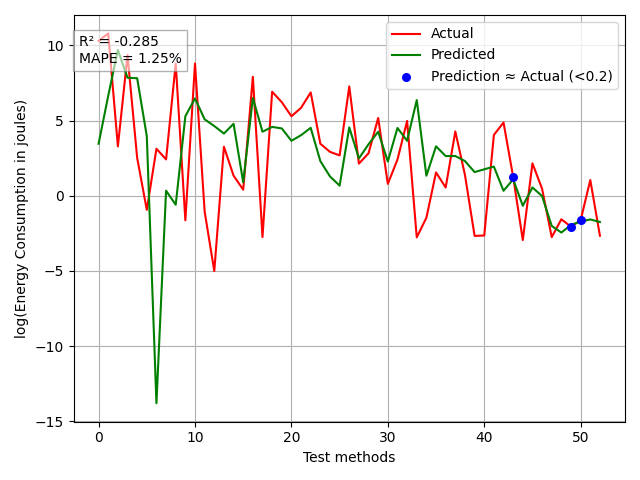 R² = -0.285
MAPE = 1.25%
Actual
Predicted
Prediction ≈ Actual (<0.2)
log(Energy Consumption in joules)
10
5
0
−5
−10
−15
0
10
20
30
40
50
Test methods